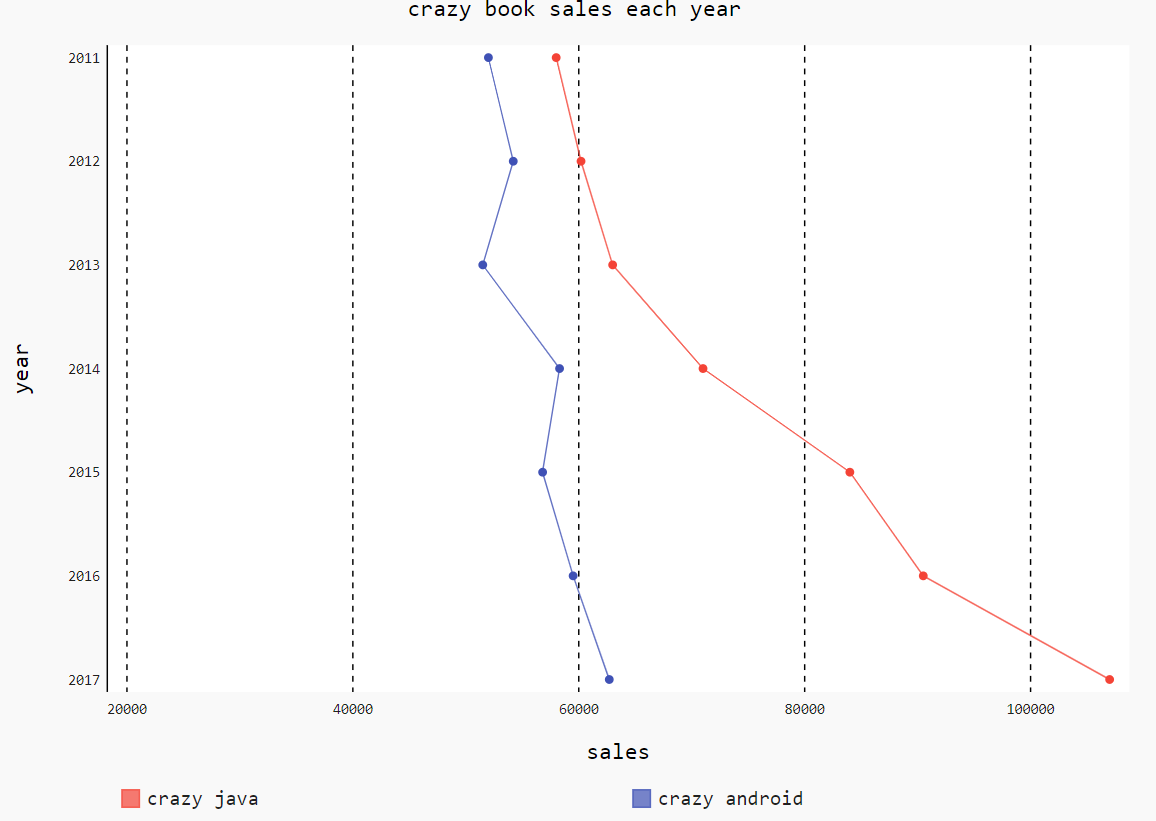 crazy book sales each year
2011
2012
2013
year
2014
2015
2016
2017
20000 40000 60000 80000 100000
sales
crazy java crazy android